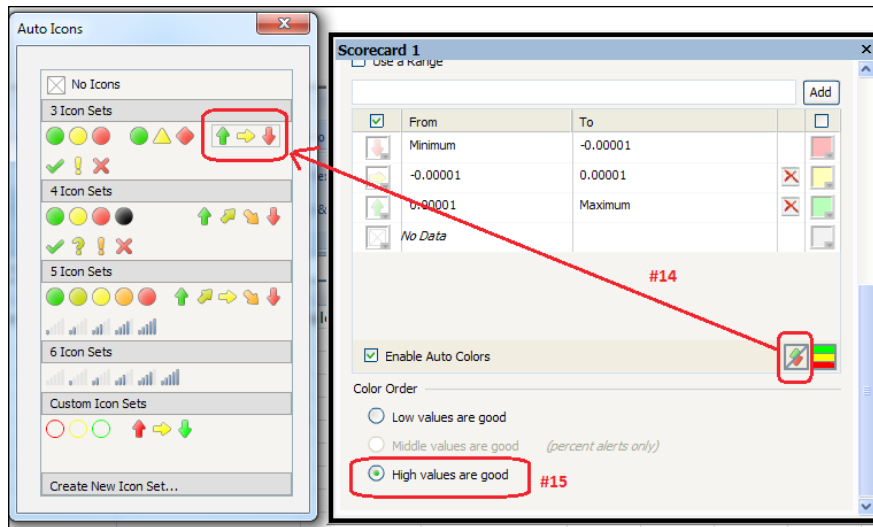 Auto Icons
No Icons
3 Icon Sets
4 Icon Sets
5 Icon Sets
6 Icon Sets
Custom Icon Sets
Create New Icon Set...
Scorecard 1
Use a Range
Add
From To
Minimum -0.00001
-0.00001 0.00001
0.00001 Maximum
No Data
#14
Enable Auto Colors
Color Order
Low values are good
Middle values are good (percent alerts only)
High values are good
#15